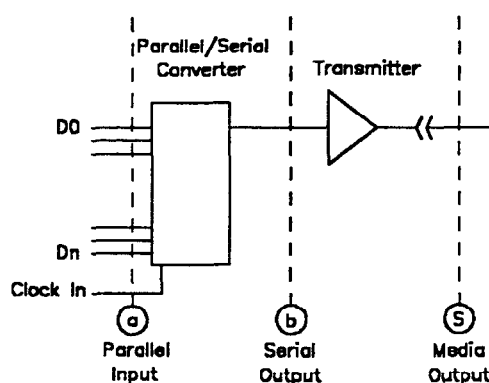 Parallel/Serial
Converter
Transmitter
D0
Dn
Clock In
a
b
S
Parallel
Input
Serial
Output
Media
Output